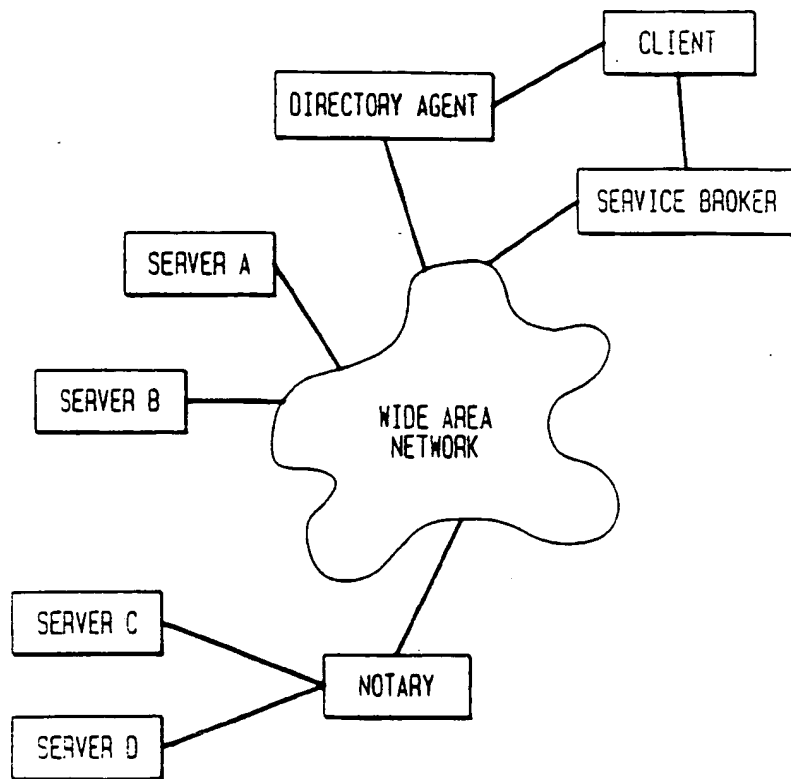 CLIENT
DIRECTORY AGENT
SERVICE BROKER
SERVER A
SERVER B
WIDE AREA
NETWORK
SERVER C
NOTARY
SERVER D